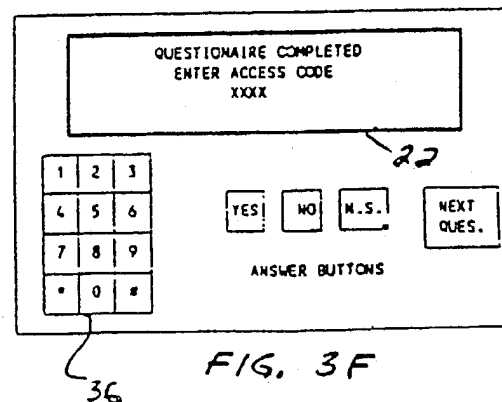 QUESTIONAIRE COMPLETED
ENTER ACCESS CODE
XXXX
22
1 2 3
4 5 6
7 8 9
* 0 #
YES NO N.S. NEXT QUES.
ANSWER BUTTONS
36
FIG. 3F